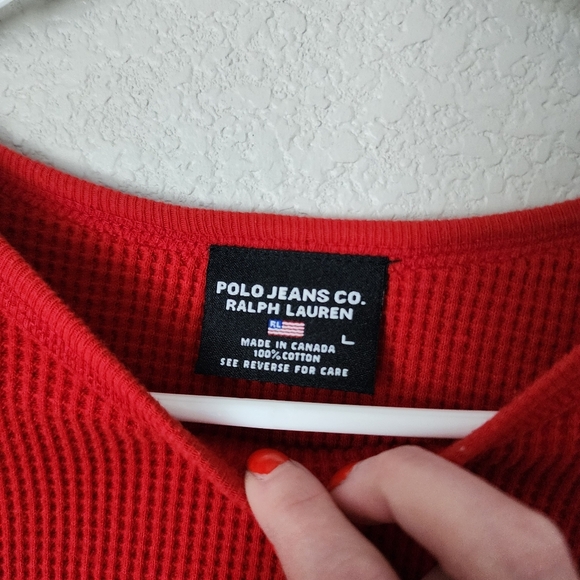 POLO JEANS CO.
RALPH LAUREN
RL
L
MADE IN CANADA
100% COTTON
SEE REVERSE FOR CARE